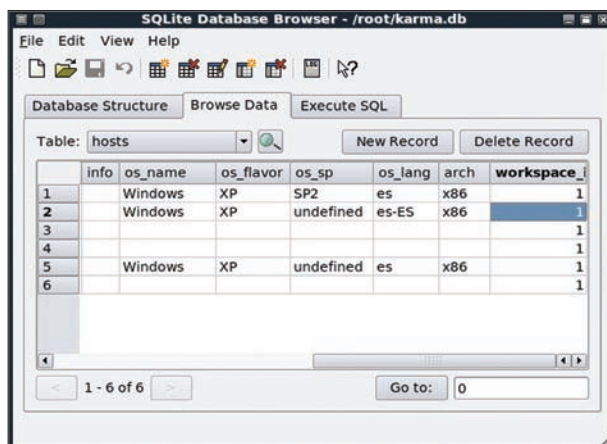 SQLite Database Browser - /root/karma.db
File Edit View Help
Database Structure Browse Data Execute SQL
Table: hosts New Record Delete Record
info os_name os_flavor os_sp os_lang arch workspace_i
1 Windows XP SP2 es x86 1
2 Windows XP undefined es-ES x86 1
3 1
4 1
5 Windows XP undefined es x86 1
6 1
< 1 - 6 of 6 > Go to: 0